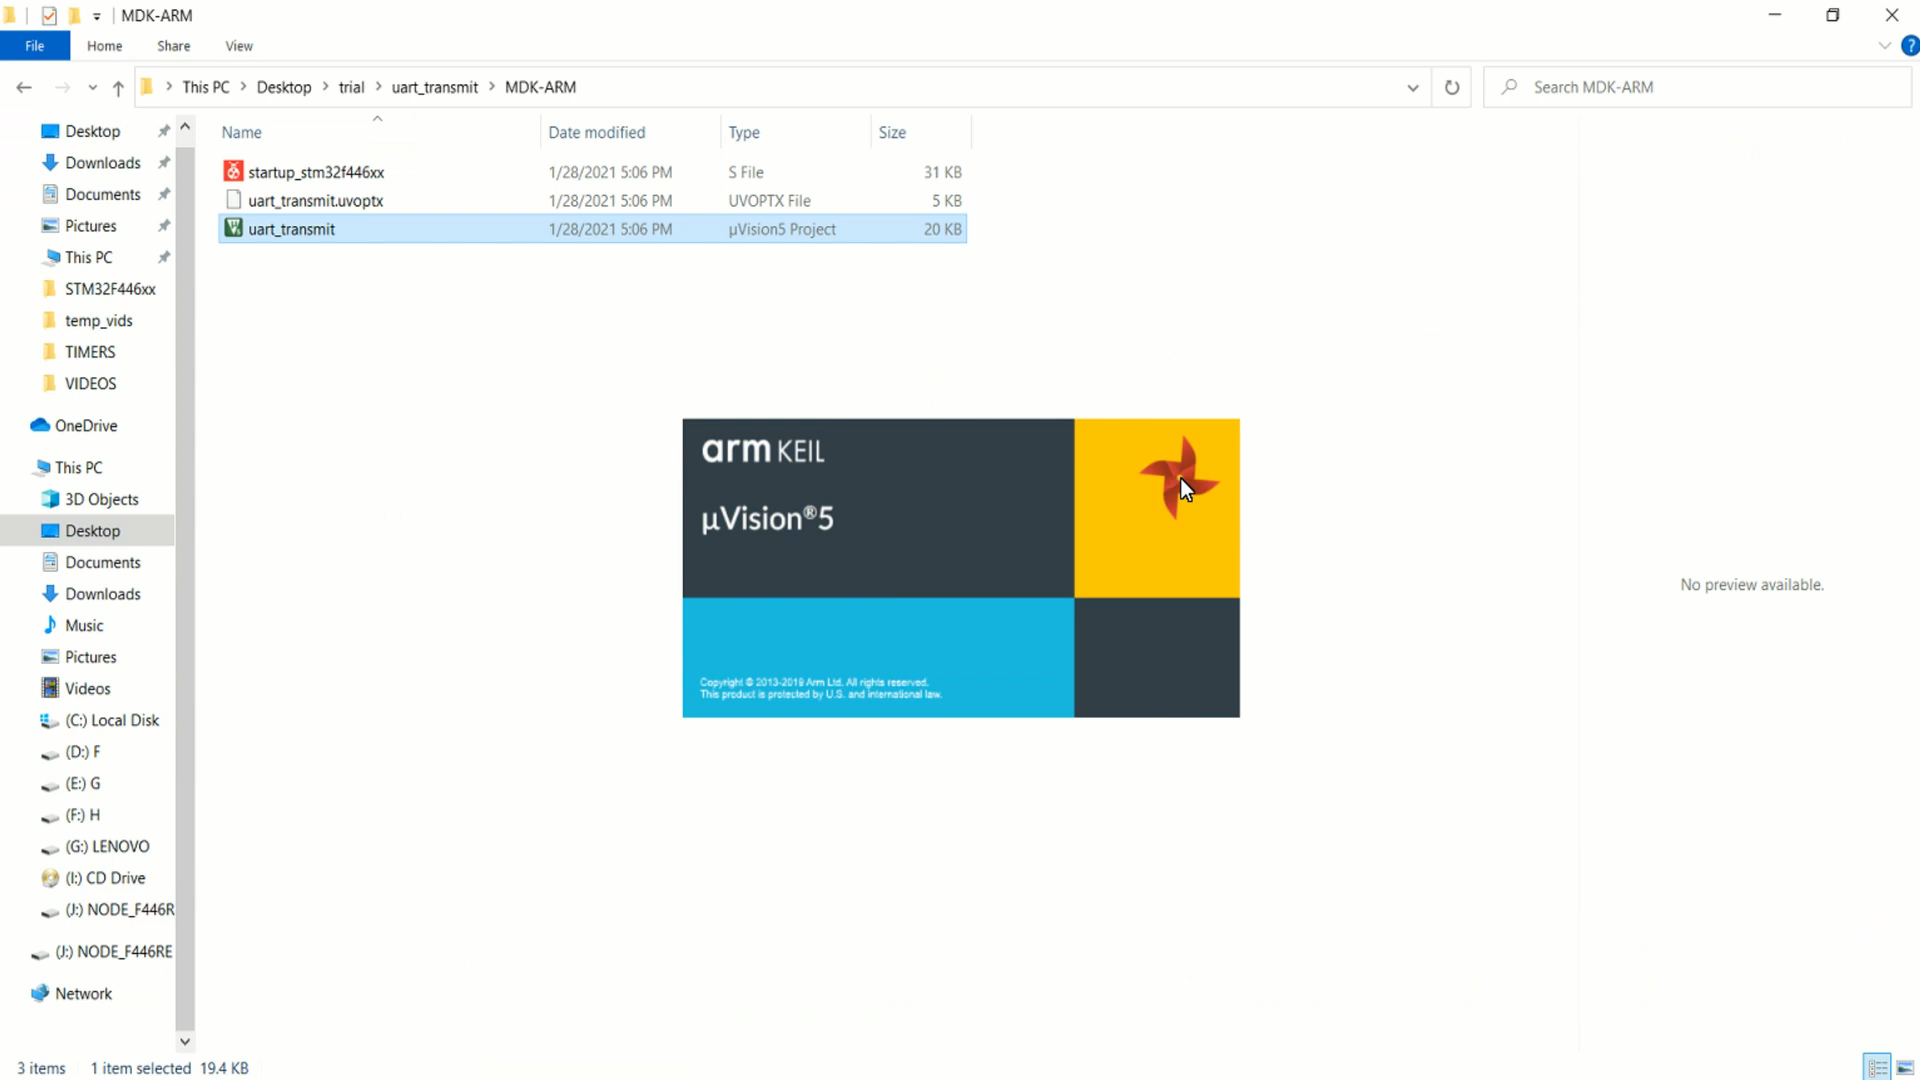 MDK-ARM
File Home Share View
This PC Desktop trial uart_transmit MDK-ARM
Search MDK-ARM
Name Date modified Type Size
startup_stm32f446xx 1/28/2021 5:06 PM S File 31 KB
uart_transmit.uvoptx 1/28/2021 5:06 PM UVOPTX File 5 KB
uart_transmit 1/28/2021 5:06 PM µVision5 Project 20 KB
Desktop
Downloads
Documents
Pictures
This PC
STM32F446xx
temp_vids
TIMERS
VIDEOS
OneDrive
This PC
3D Objects
Desktop
Documents
Downloads
Music
Pictures
Videos
(C:) Local Disk
(D:) F
(E:) G
(F:) H
(G:) LENOVO
(I:) CD Drive
(J:) NODE_F446R
(J:) NODE_F446RE
Network
arm KEIL
µVision®5
Copyright © 2013-2019 Arm Ltd. All rights reserved.
This product is protected by U.S. and international law.
No preview available.
3 items 1 item selected 19.4 KB